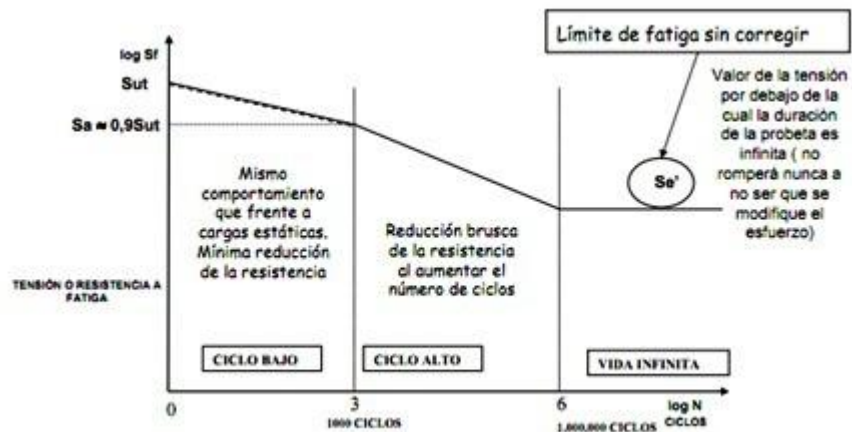 Límite de fatiga sin corregir
log Sf
Sut
Sa ≈ 0,9Sut
Valor de la tensión
por debajo de la
cual la duración
de la probeta es
infinita ( no
romperá nunca a
no ser que se
modifique el
esfuerzo)
Se'
Mismo
comportamiento
que frente a
cargas estáticas.
Mínima reducción
de la resistencia
Reducción brusca
de la resistencia
al aumentar el
número de ciclos
TENSIÓN O RESISTENCIA A
FATIGA
CICLO BAJO
CICLO ALTO
VIDA INFINITA
0
3
6
log N
CICLOS
1000 CICLOS
1,000,000 CICLOS